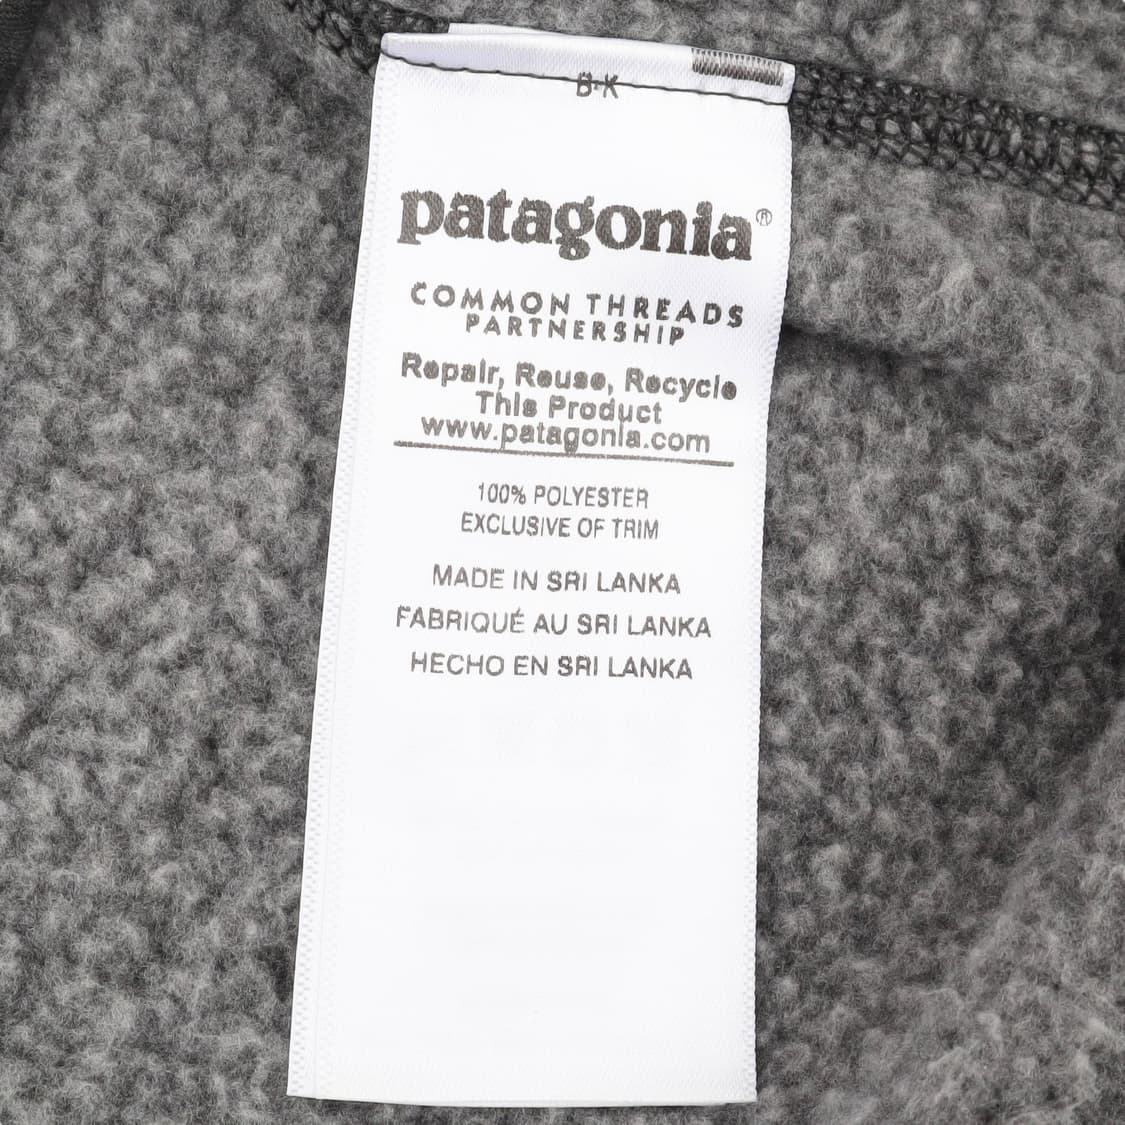 B-K
patagonia®
COMMON THREADS
PARTNERSHIP
Repair, Reuse, Recycle
This Product
www.patagonia.com
100% POLYESTER
EXCLUSIVE OF TRIM
MADE IN SRI LANKA
FABRIQUÉ AU SRI LANKA
HECHO EN SRI LANKA